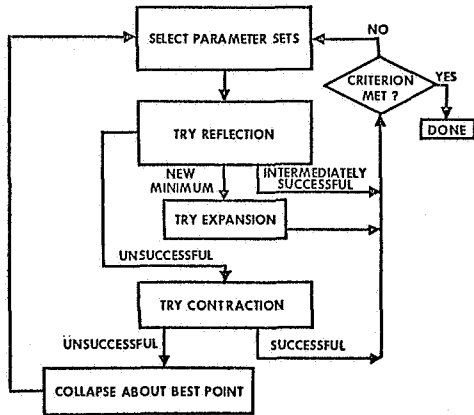 SELECT PARAMETER SETS
NO
CRITERION
MET ?
YES
DONE
TRY REFLECTION
NEW
MINIMUM
INTERMEDIATELY
SUCCESSFUL
TRY EXPANSION
UNSUCCESSFUL
TRY CONTRACTION
UNSUCCESSFUL
SUCCESSFUL
COLLAPSE ABOUT BEST POINT